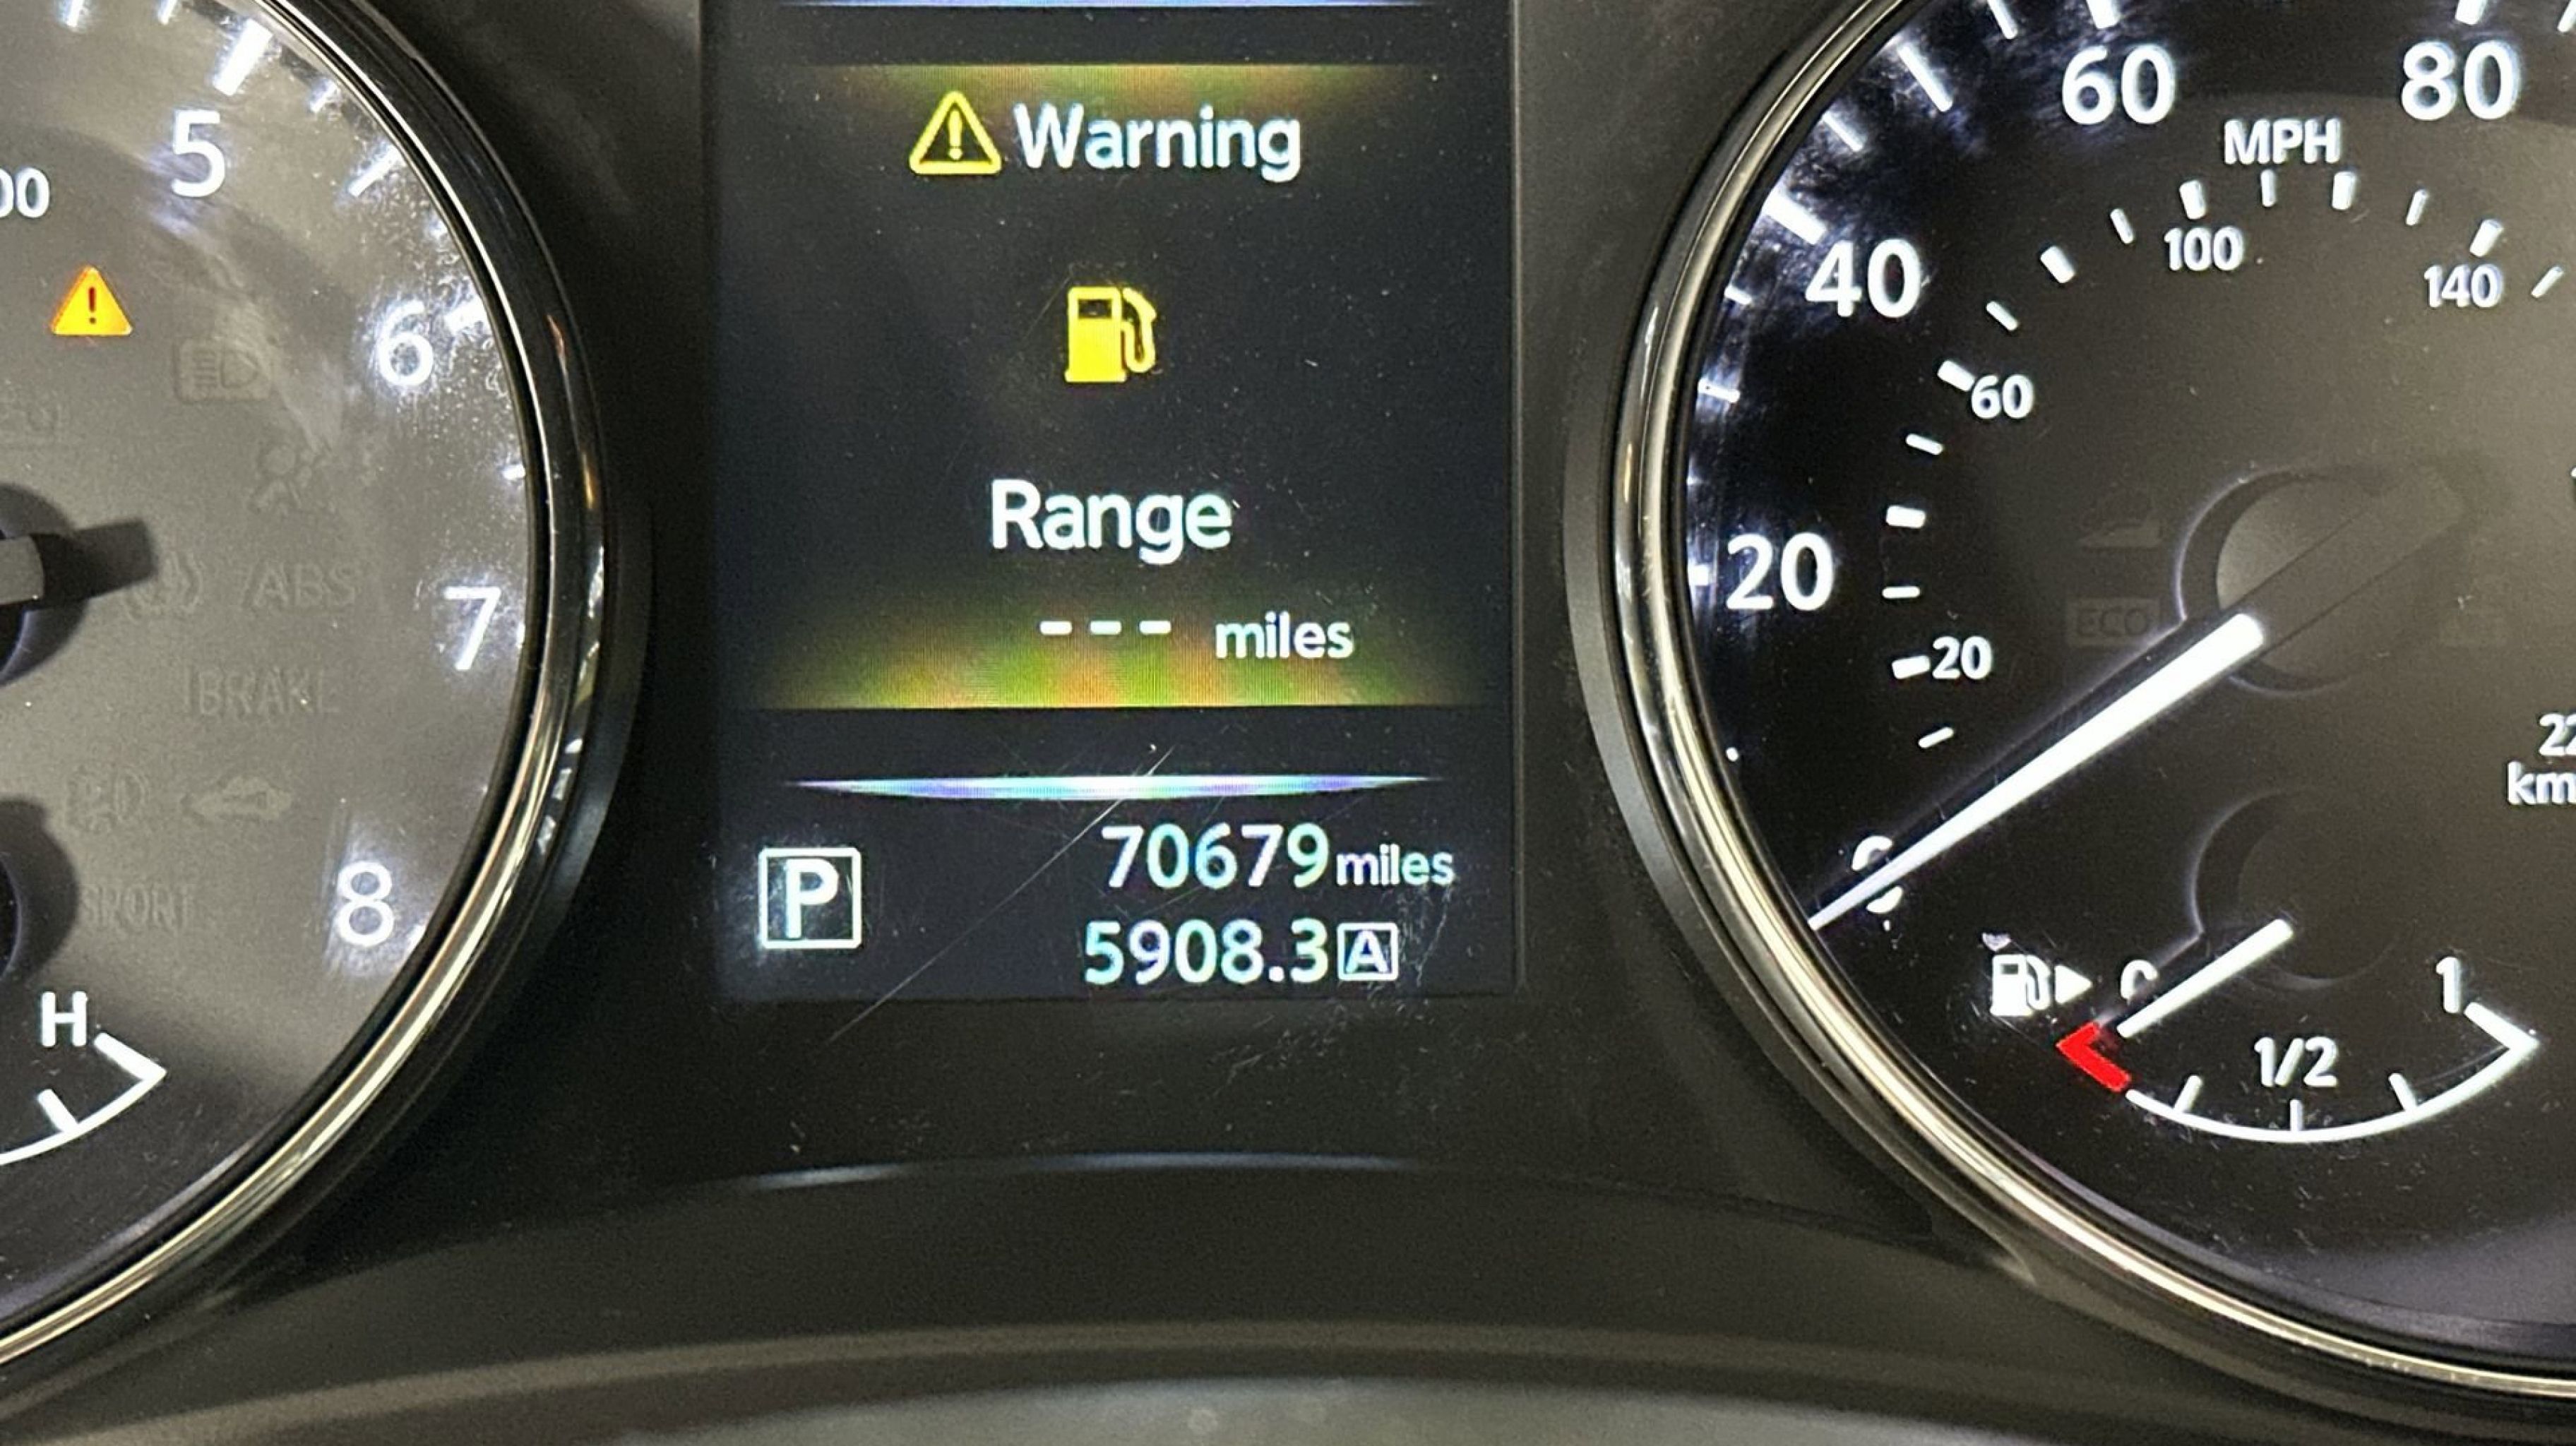 5
6
7
8
H
ABS
BRAKE
SPORT
Warning
Range
--- miles
P
70679 miles
5908.3 A
60
80
MPH
40
100
140
60
20
20
ECO
1/2
1